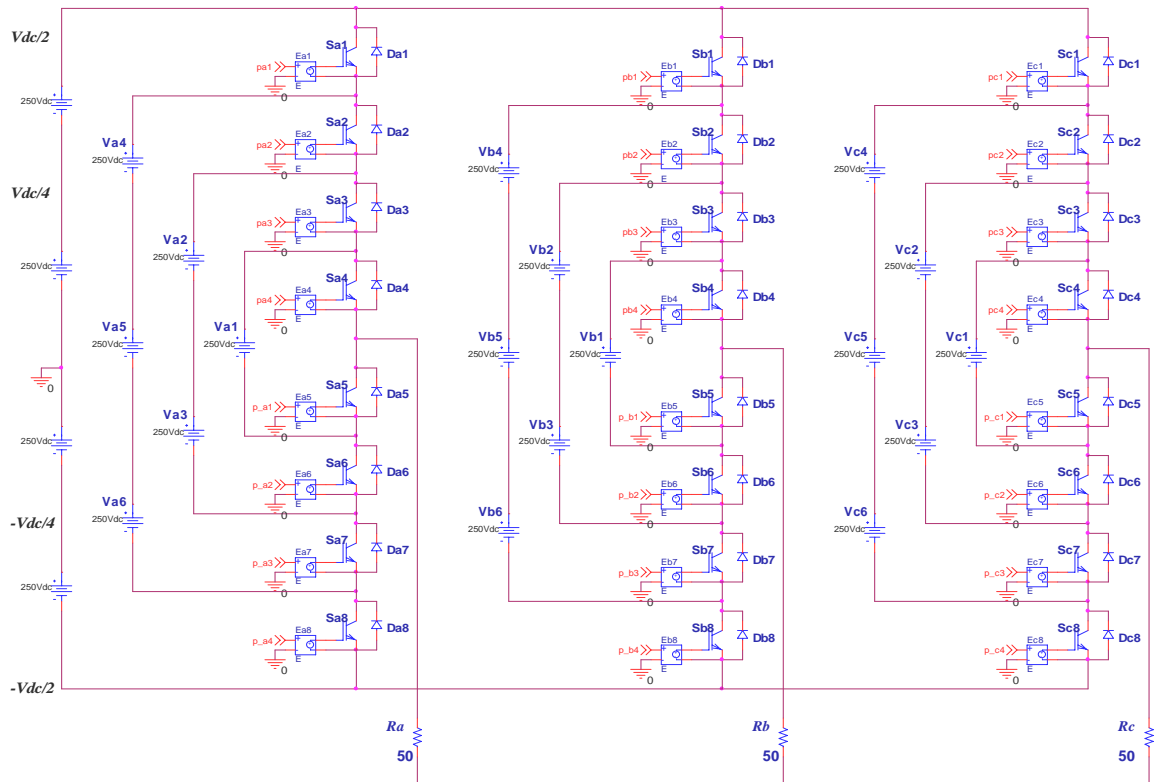 Vdc/2
250Vdc
Vdc/4
250Vdc
0
250Vdc
-Vdc/4
250Vdc
-Vdc/2
Va4
250Vdc
Va5
250Vdc
Va6
250Vdc
Va2
250Vdc
Va3
250Vdc
Va1
250Vdc
pa1
Ea1
E
0
Sa1
Da1
pa2
Ea2
E
0
Sa2
Da2
pa3
Ea3
E
0
Sa3
Da3
pa4
Ea4
E
0
Sa4
Da4
p_a1
Ea5
E
0
Sa5
Da5
p_a2
Ea6
E
0
Sa6
Da6
p_a3
Ea7
E
0
Sa7
Da7
p_a4
Ea8
E
0
Sa8
Da8
Ra
50
Vb4
250Vdc
Vb5
250Vdc
Vb6
250Vdc
Vb2
250Vdc
Vb3
250Vdc
Vb1
250Vdc
pb1
Eb1
E
0
Sb1
Db1
pb2
Eb2
E
0
Sb2
Db2
pb3
Eb3
E
0
Sb3
Db3
pb4
Eb4
E
0
Sb4
Db4
p_b1
Eb5
E
0
Sb5
Db5
p_b2
Eb6
E
0
Sb6
Db6
p_b3
Eb7
E
0
Sb7
Db7
p_b4
Eb8
E
0
Sb8
Db8
Rb
50
Vc4
250Vdc
Vc5
250Vdc
Vc6
250Vdc
Vc2
250Vdc
Vc3
250Vdc
Vc1
250Vdc
pc1
Ec1
E
0
Sc1
Dc1
pc2
Ec2
E
0
Sc2
Dc2
pc3
Ec3
E
0
Sc3
Dc3
pc4
Ec4
E
0
Sc4
Dc4
p_c1
Ec5
E
0
Sc5
Dc5
p_c2
Ec6
E
0
Sc6
Dc6
p_c3
Ec7
E
0
Sc7
Dc7
p_c4
Ec8
E
0
Sc8
Dc8
Rc
50